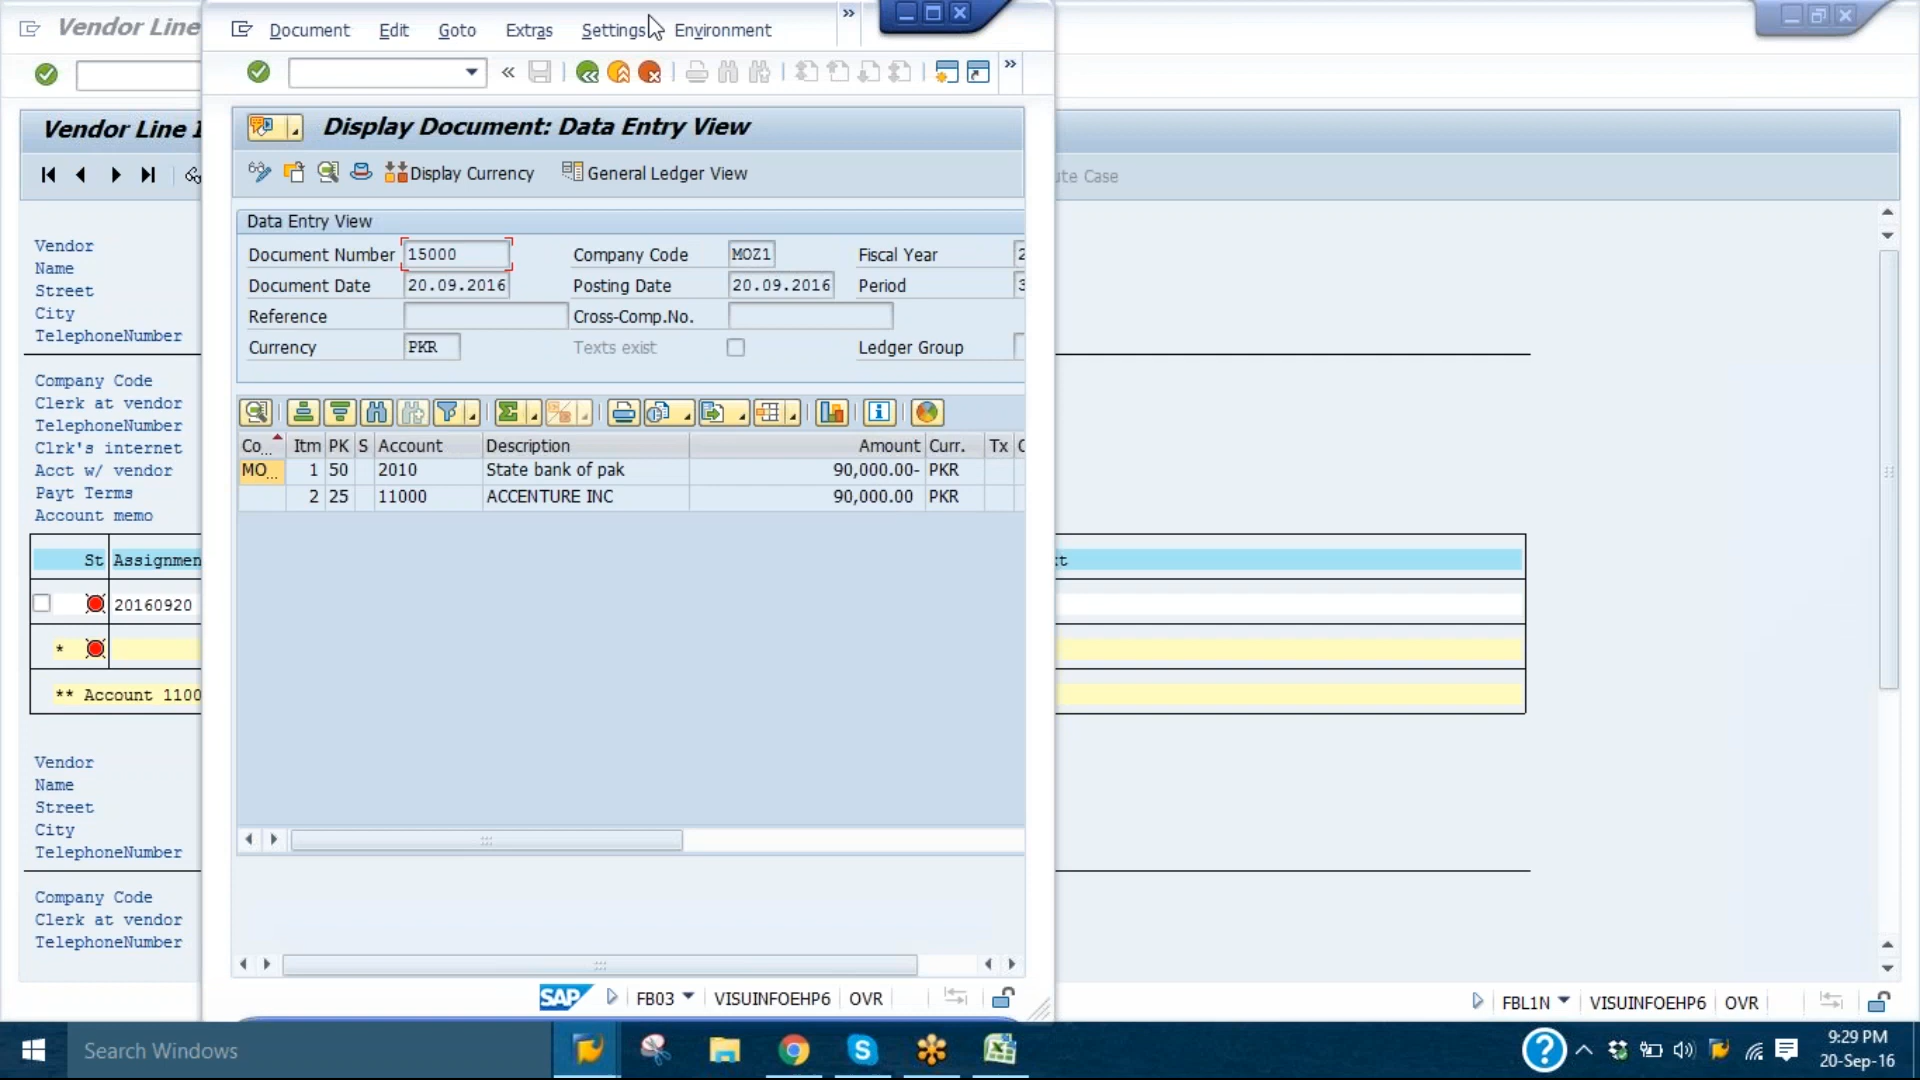 Vendor Line
Document Edit Goto Extras Settings Environment »
«
»
Vendor Line I
Display Document: Data Entry View
Display Currency General Ledger View
ute Case
Data Entry View
Document Number 15000 Company Code MOZ1 Fiscal Year 2
Document Date 20.09.2016 Posting Date 20.09.2016 Period 3
Reference Cross-Comp.No.
Currency PKR Texts exist Ledger Group
Co... Itm PK S Account Description Amount Curr. Tx C
MO... 1 50 2010 State bank of pak 90,000.00- PKR
2 25 11000 ACCENTURE INC 90,000.00 PKR
Vendor
Name
Street
City
TelephoneNumber
Company Code
Clerk at vendor
TelephoneNumber
Clrk's internet
Acct w/ vendor
Payt Terms
Account memo
St Assignmen
20160920
*
** Account 1100
Vendor
Name
Street
City
TelephoneNumber
Company Code
Clerk at vendor
TelephoneNumber
SAP FB03 VISUINFOEHP6 OVR
FBL1N VISUINFOEHP6 OVR
Search Windows
9:29 PM
20-Sep-16